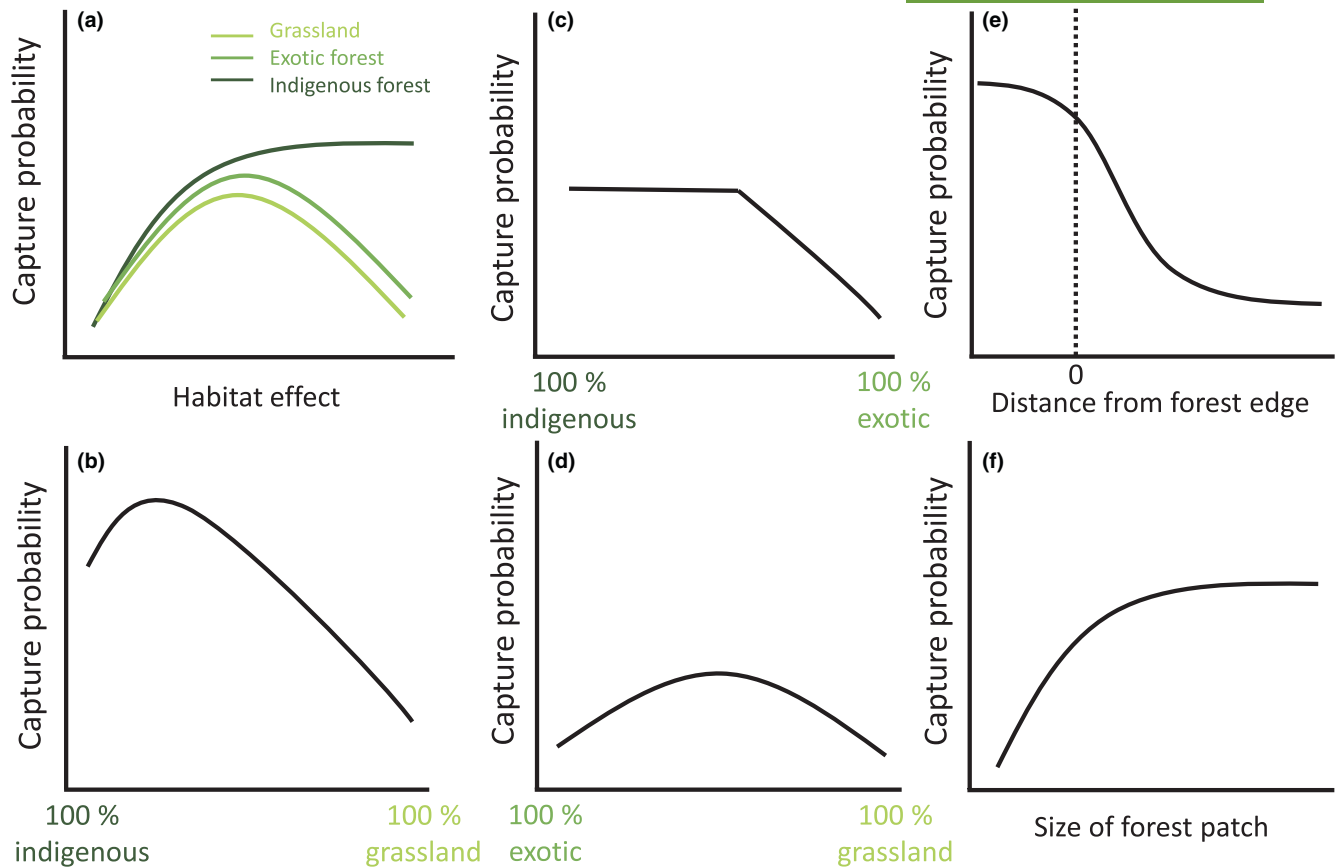 (a)
Grassland
Exotic forest
Indigenous forest
Capture probability
Habitat effect
(c)
Capture probability
100 %
indigenous
100 %
exotic
(e)
Capture probability
0
Distance from forest edge
(b)
Capture probability
100 %
indigenous
100 %
grassland
(d)
Capture probability
100 %
exotic
100 %
grassland
(f)
Capture probability
Size of forest patch